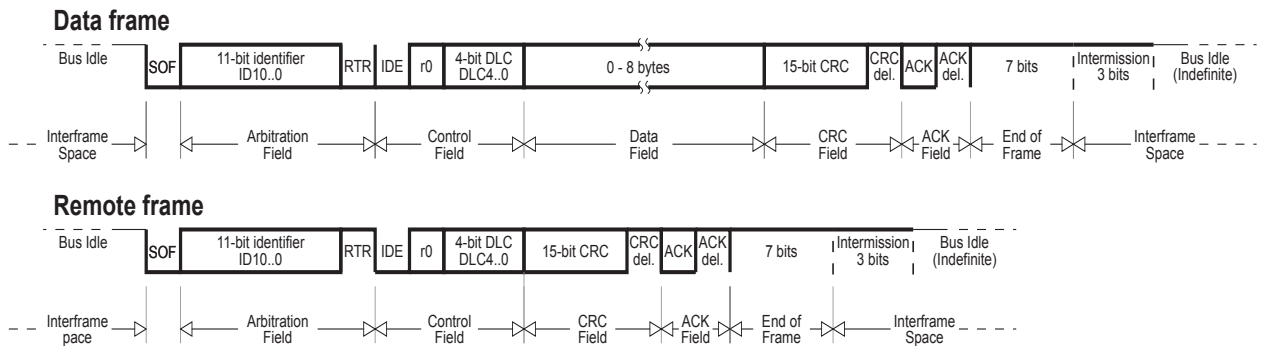 Data frame
Bus Idle
SOF
11-bit identifier
ID10..0
RTR
IDE
r0
4-bit DLC
DLC4..0
0 - 8 bytes
15-bit CRC
CRC
del.
ACK
ACK
del.
7 bits
Intermission
3 bits
Bus Idle
(Indefinite)
Interframe
Space
Arbitration
Field
Control
Field
Data
Field
CRC
Field
ACK
Field
End of
Frame
Interframe
Space
Remote frame
Bus Idle
SOF
11-bit identifier
ID10..0
RTR
IDE
r0
4-bit DLC
DLC4..0
15-bit CRC
CRC
del.
ACK
ACK
del.
7 bits
Intermission
3 bits
Bus Idle
(Indefinite)
Interframe
pace
Arbitration
Field
Control
Field
CRC
Field
ACK
Field
End of
Frame
Interframe
Space